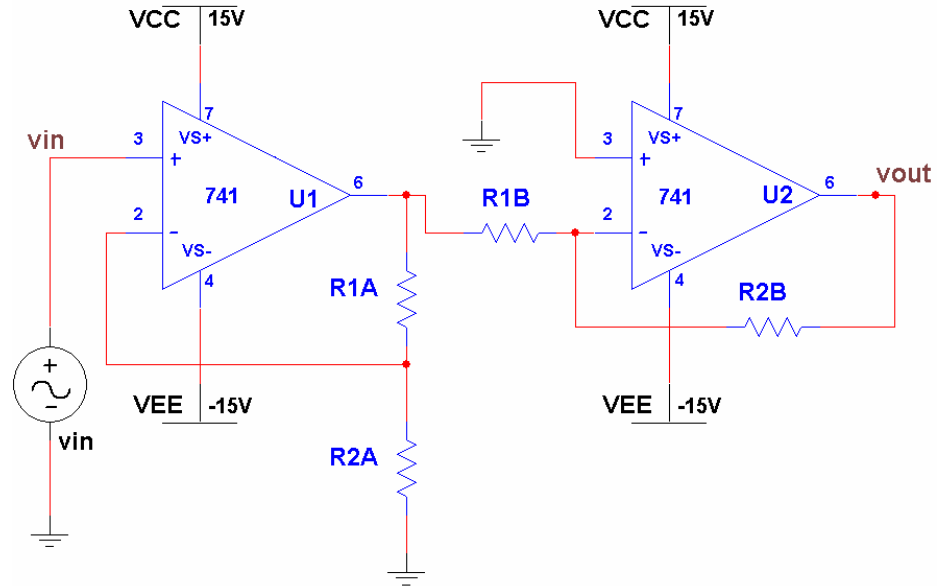 VCC 15V
VCC 15V
7
7
vin
3
VS+
3
VS+
+
+
6
6
vout
741
U1
R1B
741
U2
2
2
-
-
VS-
VS-
4
4
R1A
R2B
+
-
VEE -15V
VEE -15V
vin
R2A